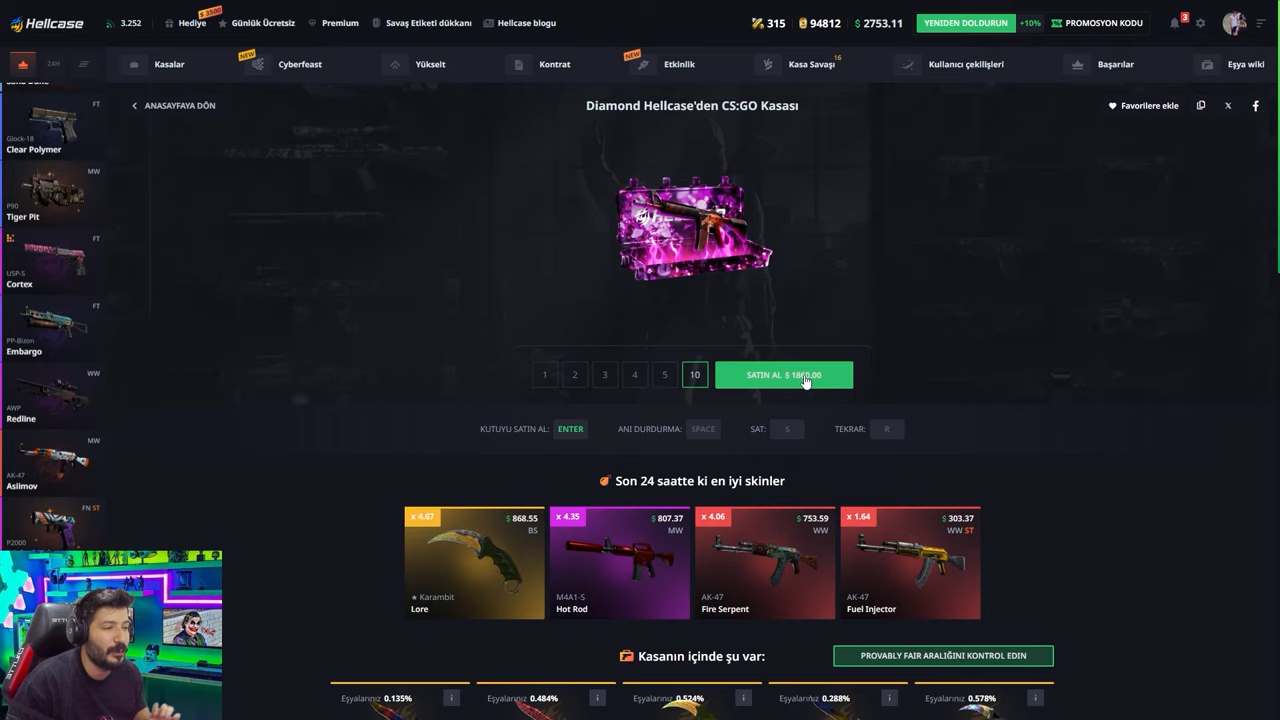 Hellcase
3.252
Hediye
$ 3500
Günlük Ücretsiz
Premium
Savaş Etiketi dükkanı
Hellcase blogu
315
94812
$ 2753.11
YENİDEN DOLDURUN
+10%
PROMOSYON KODU
3
24H
Kasalar
NEW
Cyberfeast
Yükselt
Kontrat
NEW
Etkinlik
Kasa Savaşı
16
Kullanıcı çekilişleri
Başarılar
Eşya wiki
ANASAYFAYA DÖN
Diamond Hellcase'den CS:GO Kasası
Favorilere ekle
FT
Glock-18
Clear Polymer
MW
P90
Tiger Pit
FT
USP-S
Cortex
FT
PP-Bizon
Embargo
WW
AWP
Redline
MW
AK-47
Asiimov
FN ST
P2000
1
2
3
4
5
10
SATIN AL $ 1860.00
KUTUYU SATIN AL: ENTER
ANI DURDURMA: SPACE
SAT: S
TEKRAR: R
Son 24 saatte ki en iyi skinler
x 4.67
$ 868.55
BS
★ Karambit
Lore
x 4.35
$ 807.37
MW
M4A1-S
Hot Rod
x 4.06
$ 753.59
WW
AK-47
Fire Serpent
x 1.64
$ 303.37
WW ST
AK-47
Fuel Injector
Kasanın içinde şu var:
PROVABLY FAIR ARALIĞINI KONTROL EDIN
Eşyalarınız 0.135%
Eşyalarınız 0.484%
Eşyalarınız 0.524%
Eşyalarınız 0.288%
Eşyalarınız 0.578%